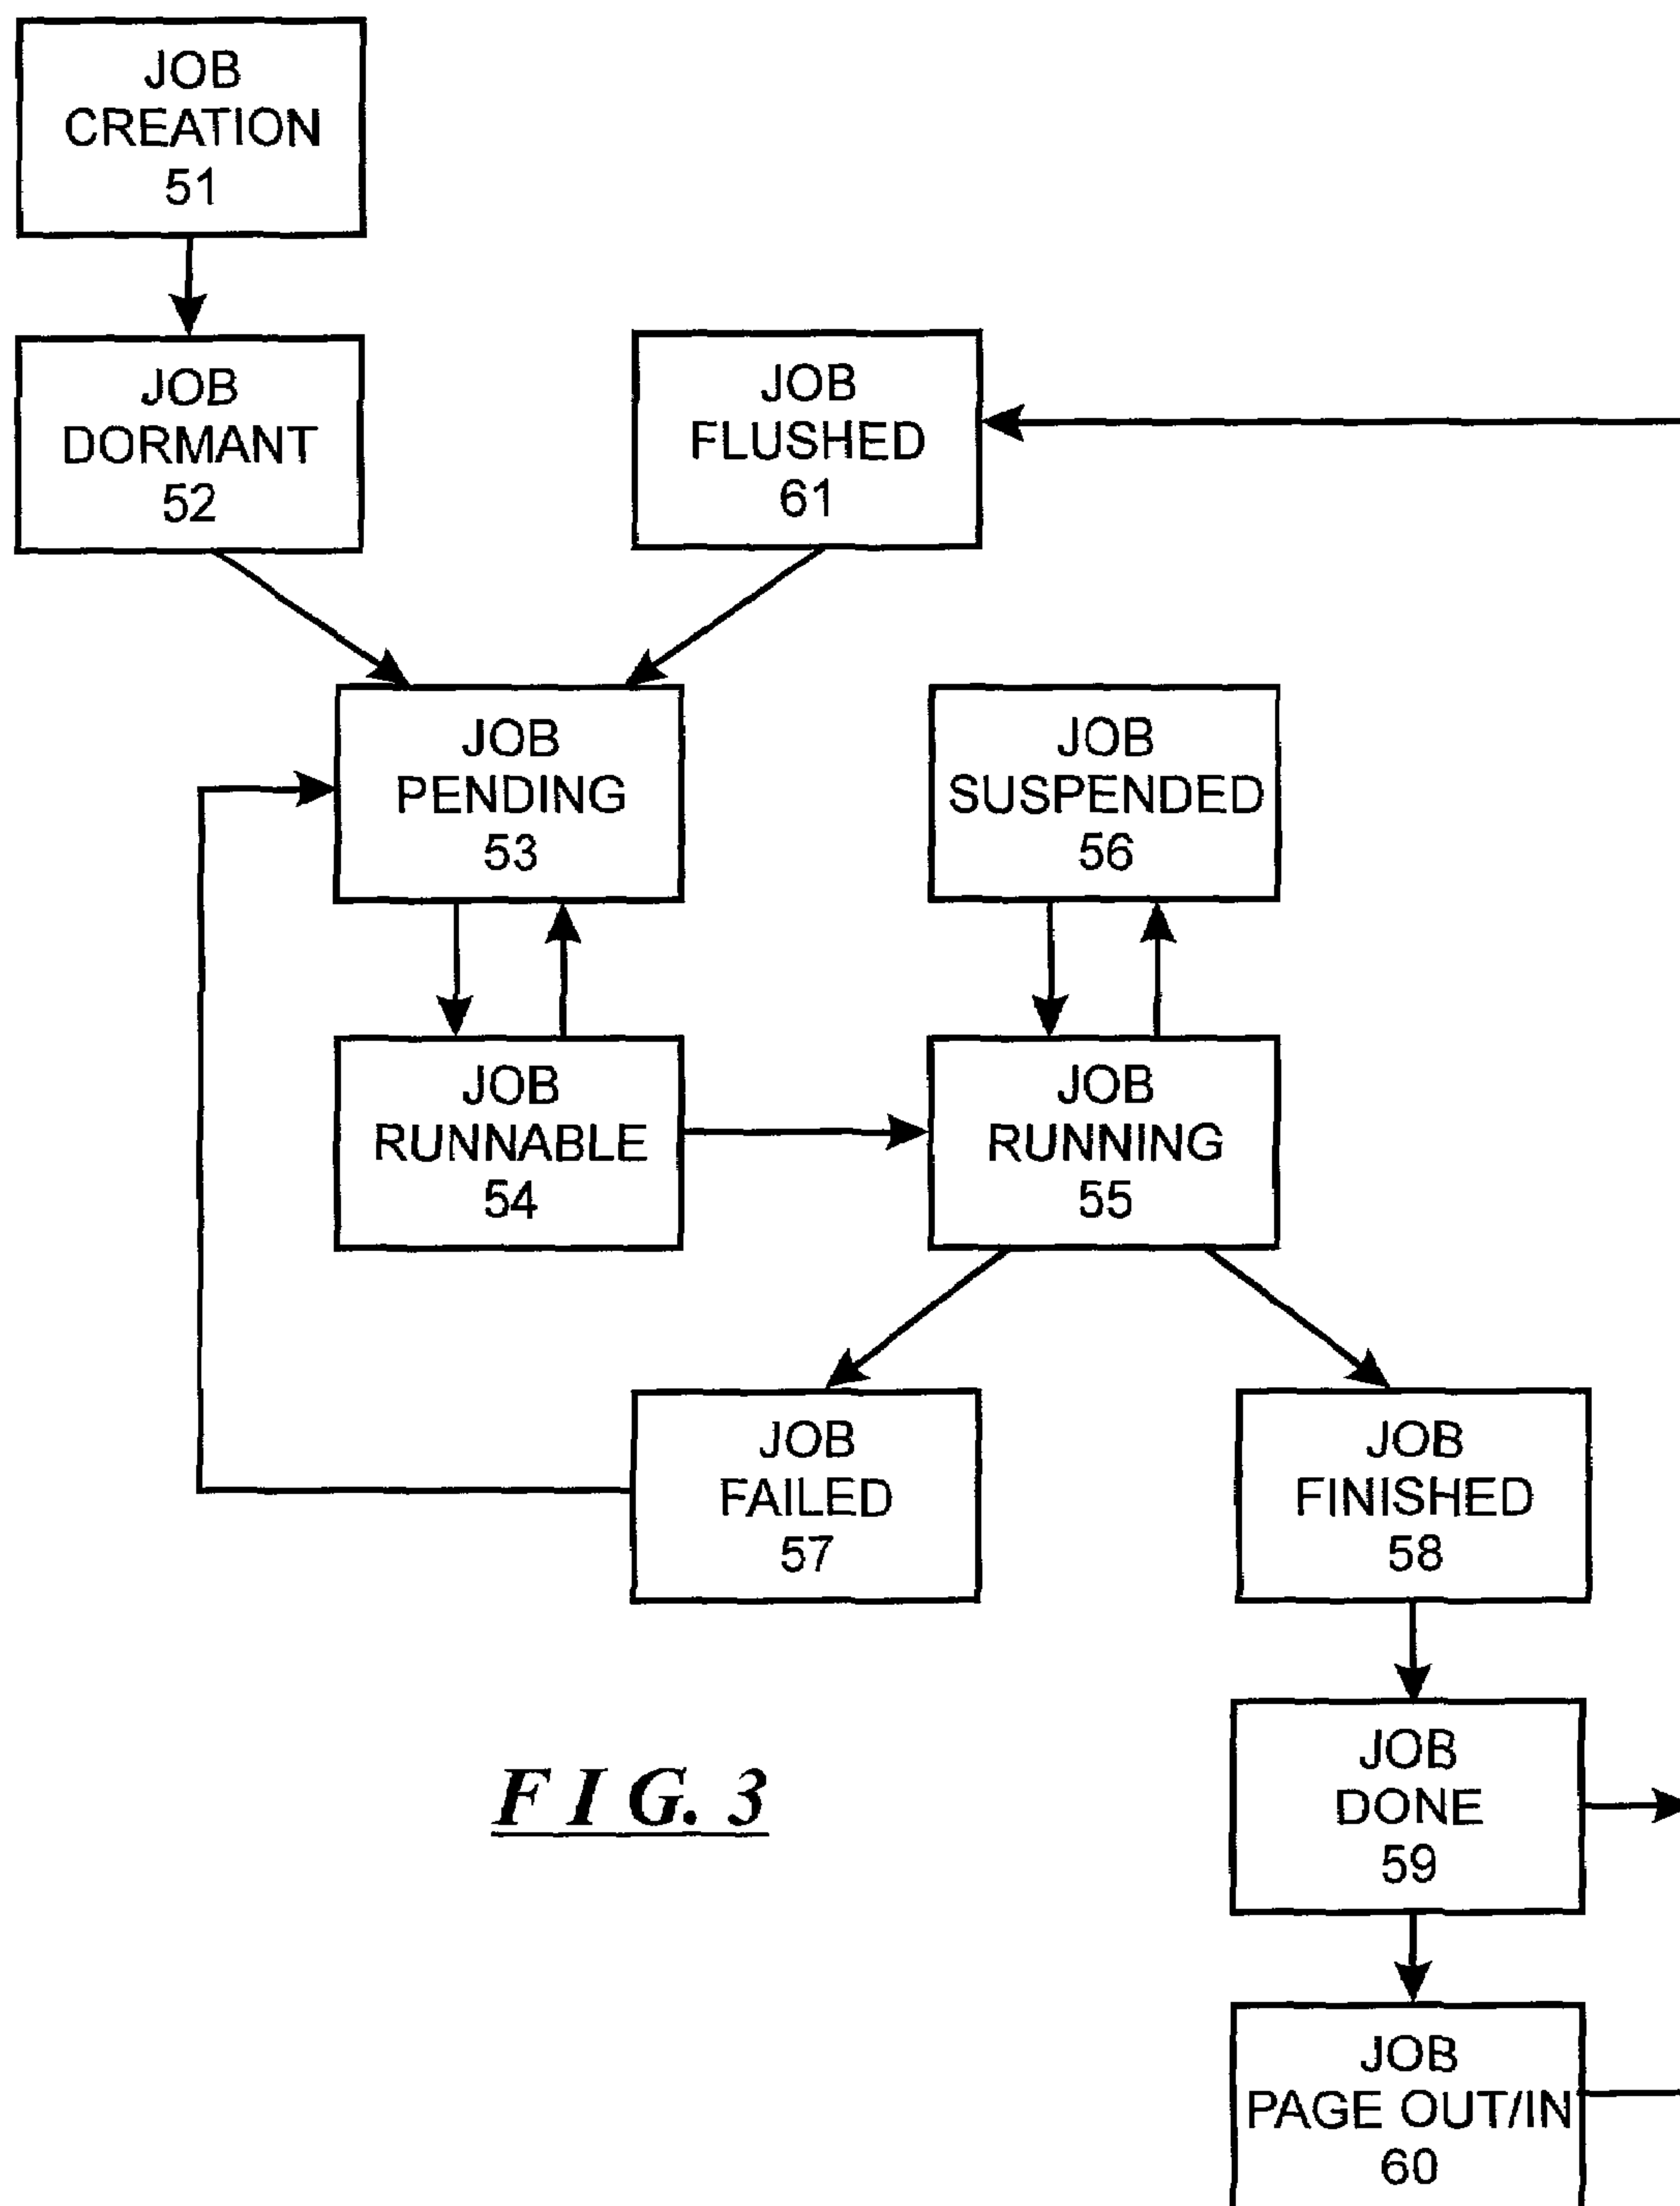 JOB
CREATION
51
JOB
DORMANT
52
JOB
FLUSHED
61
JOB
PENDING
53
JOB
SUSPENDED
56
JOB
RUNNABLE
54
JOB
RUNNING
55
JOB
FAILED
57
JOB
FINISHED
58
JOB
DONE
59
FIG. 3
JOB
PAGE OUT/IN
60